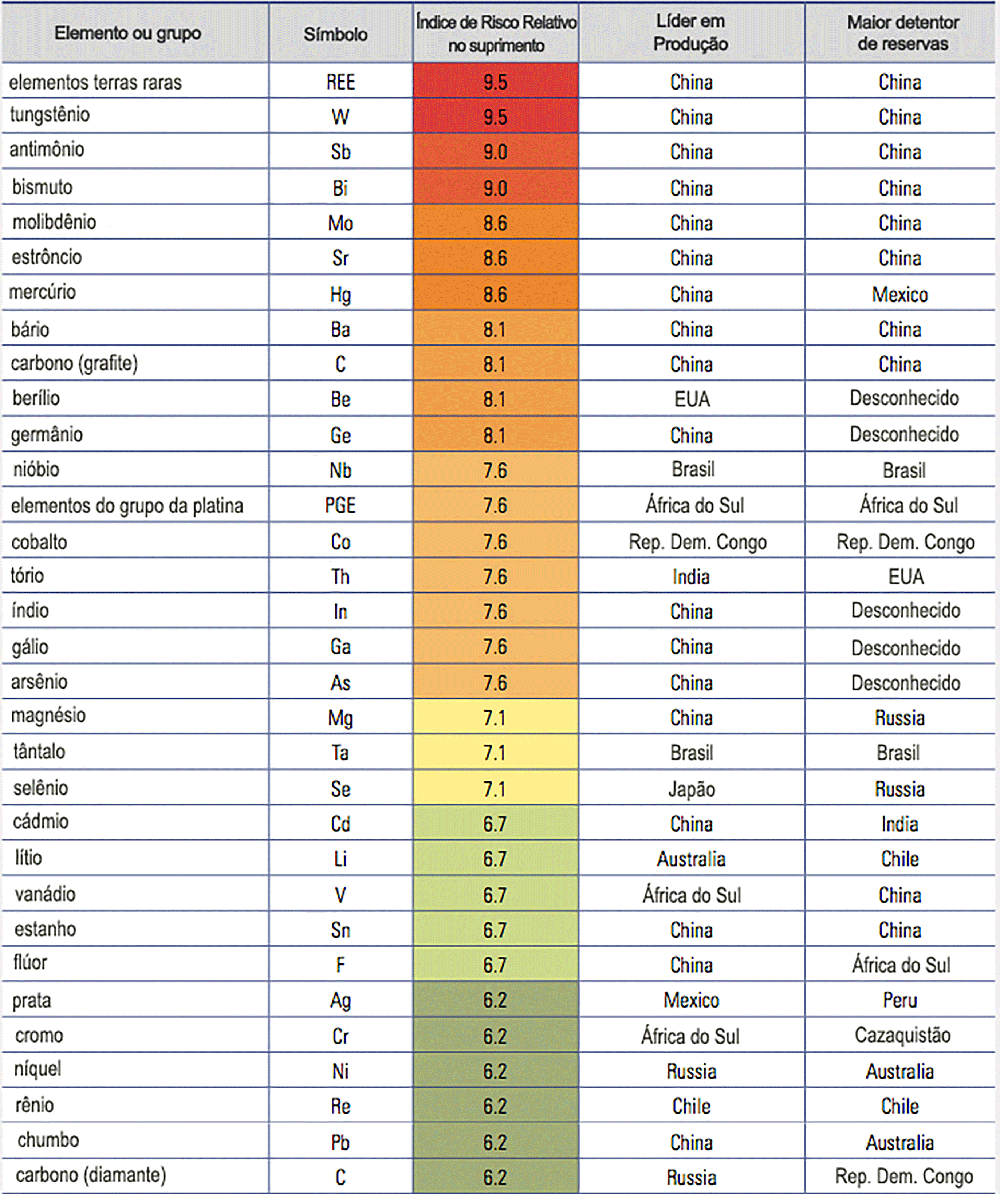 Elemento ou grupo Símbolo Índice de Risco Relativo no suprimento Líder em Produção Maior detentor de reservas
elementos terras raras REE 9.5 China China
tungstênio W 9.5 China China
antimônio Sb 9.0 China China
bismuto Bi 9.0 China China
molibdênio Mo 8.6 China China
estrôncio Sr 8.6 China China
mercúrio Hg 8.6 China Mexico
bário Ba 8.1 China China
carbono (grafite) C 8.1 China China
berílio Be 8.1 EUA Desconhecido
germânio Ge 8.1 China Desconhecido
nióbio Nb 7.6 Brasil Brasil
elementos do grupo da platina PGE 7.6 África do Sul África do Sul
cobalto Co 7.6 Rep. Dem. Congo Rep. Dem. Congo
tório Th 7.6 India EUA
índio In 7.6 China Desconhecido
gálio Ga 7.6 China Desconhecido
arsênio As 7.6 China Desconhecido
magnésio Mg 7.1 China Russia
tântalo Ta 7.1 Brasil Brasil
selênio Se 7.1 Japão Russia
cádmio Cd 6.7 China India
lítio Li 6.7 Australia Chile
vanádio V 6.7 África do Sul China
estanho Sn 6.7 China China
flúor F 6.7 China África do Sul
prata Ag 6.2 Mexico Peru
cromo Cr 6.2 África do Sul Cazaquistão
níquel Ni 6.2 Russia Australia
rênio Re 6.2 Chile Chile
chumbo Pb 6.2 China Australia
carbono (diamante) C 6.2 Russia Rep. Dem. Congo